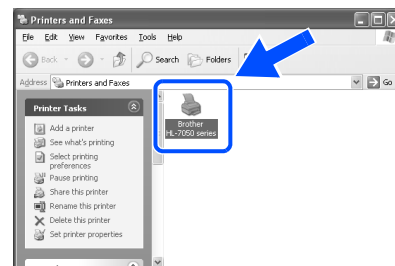 Printers and Faxes
File Edit View Favorites Tools Help
Back Search Folders
Address Printers and Faxes Go
Printer Tasks
Add a printer
See what's printing
Select printing
preferences
Pause printing
Share this printer
Rename this printer
Delete this printer
Set printer properties
Brother
HL-7050 series